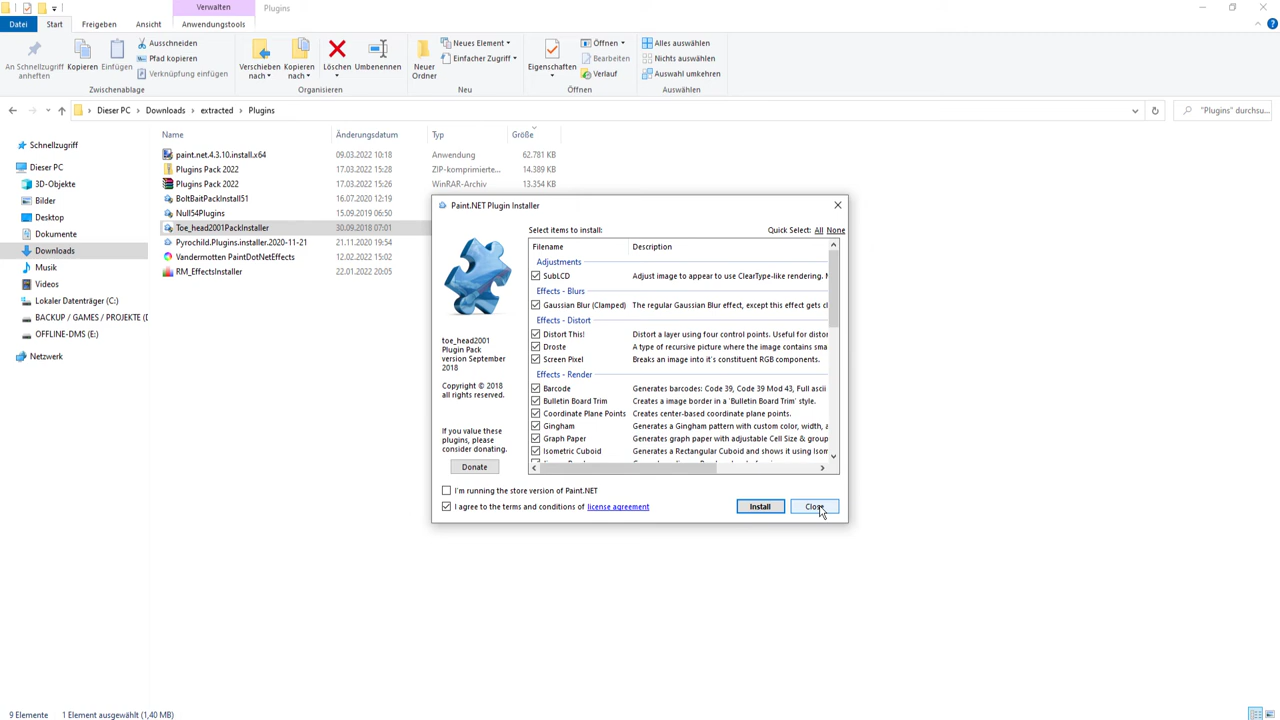 Verwalten
Plugins
Datei
Start
Freigeben
Ansicht
Anwendungstools
An Schnellzugriff
anheften
Kopieren
Einfügen
Ausschneiden
Pfad kopieren
Verknüpfung einfügen
Zwischenablage
Verschieben
nach
Kopieren
nach
Löschen
Umbenennen
Organisieren
Neuer
Ordner
Neues Element
Einfacher Zugriff
Neu
Eigenschaften
Öffnen
Bearbeiten
Verlauf
Öffnen
Alles auswählen
Nichts auswählen
Auswahl umkehren
Auswählen
Dieser PC > Downloads > extracted > Plugins
"Plugins" durchsu...
Schnellzugriff
Dieser PC
3D-Objekte
Bilder
Desktop
Dokumente
Downloads
Musik
Videos
Lokaler Datenträger (C:)
BACKUP / GAMES / PROJEKTE (D
OFFLINE-DMS (E:)
Netzwerk
Name Änderungsdatum Typ Größe
paint.net.4.3.10.install.x64 09.03.2022 10:18 Anwendung 62.781 KB
Plugins Pack 2022 17.03.2022 15:28 ZIP-komprimierte... 14.389 KB
Plugins Pack 2022 17.03.2022 15:26 WinRAR-Archiv 13.354 KB
BoltBaitPackInstall51 16.07.2020 12:19
Null54Plugins 15.09.2019 06:50
Toe_head2001PackInstaller 30.09.2018 07:01
Pyrochild.Plugins.installer.2020-11-21 21.11.2020 19:54
Vandermotten PaintDotNetEffects 12.02.2022 15:02
RM_EffectsInstaller 22.01.2022 20:05
Paint.NET Plugin Installer
toe_head2001
Plugin Pack
version September
2018
Copyright © 2018
all rights reserved.
If you value these
plugins, please
consider donating.
Donate
Select items to install:
Quick Select: All None
Filename Description
Adjustments
SubLCD Adjust image to appear to use ClearType-like rendering.
Effects - Blurs
Gaussian Blur (Clamped) The regular Gaussian Blur effect, except this effect gets cl
Effects - Distort
Distort This! Distort a layer using four control points. Useful for distor
Droste A type of recursive picture where the image contains sma
Screen Pixel Breaks an image into it's constituent RGB components.
Effects - Render
Barcode Generates barcodes: Code 39, Code 39 Mod 43, Full ascii
Bulletin Board Trim Creates a image border in a 'Bulletin Board Trim' style.
Coordinate Plane Points Creates center-based coordinate plane points.
Gingham Generates a Gingham pattern with custom color, width, a
Graph Paper Generates graph paper with adjustable Cell Size & group
Isometric Cuboid Generates a Rectangular Cuboid and shows it using Isom
I'm running the store version of Paint.NET
I agree to the terms and conditions of license agreement
Install
Close
9 Elemente 1 Element ausgewählt (1,40 MB)